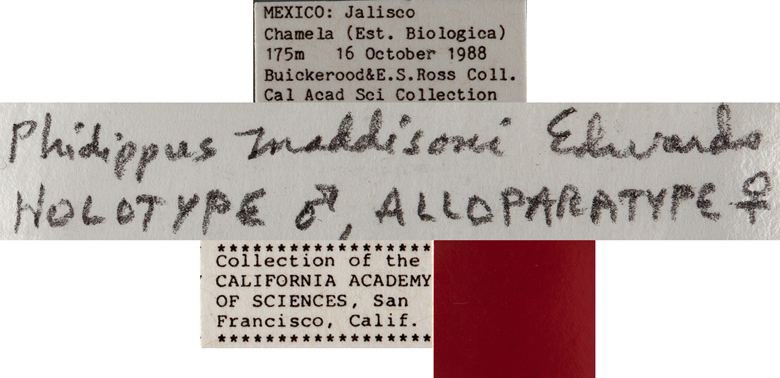 MEXICO: Jalisco
Chamela (Est. Biologica)
175m 16 October 1988
Buickerood&E.S.Ross Coll.
Cal Acad Sci Collection
Phidippus maddisoni Edwards
HOLOTYPE ♂, ALLOPARATYPE ♀
******************
Collection of the
CALIFORNIA ACADEMY
OF SCIENCES, San
Francisco, Calif.
******************